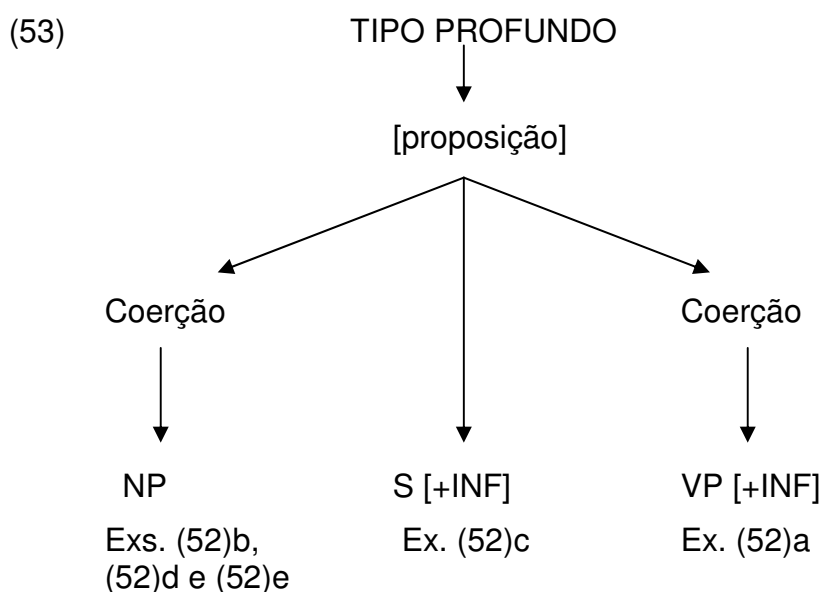 (53) TIPO PROFUNDO
[proposição]
Coerção Coerção
NP S [+INF] VP [+INF]
Exs. (52)b, Ex. (52)c Ex. (52)a
(52)d e (52)e